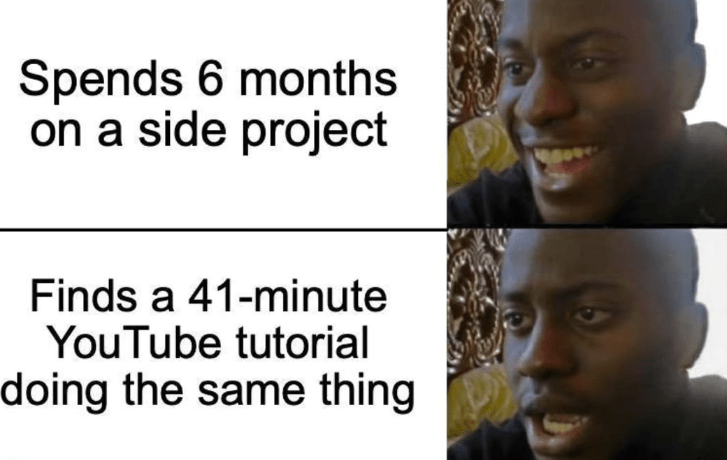 Spends 6 months
on a side project
Finds a 41-minute
YouTube tutorial
doing the same thing